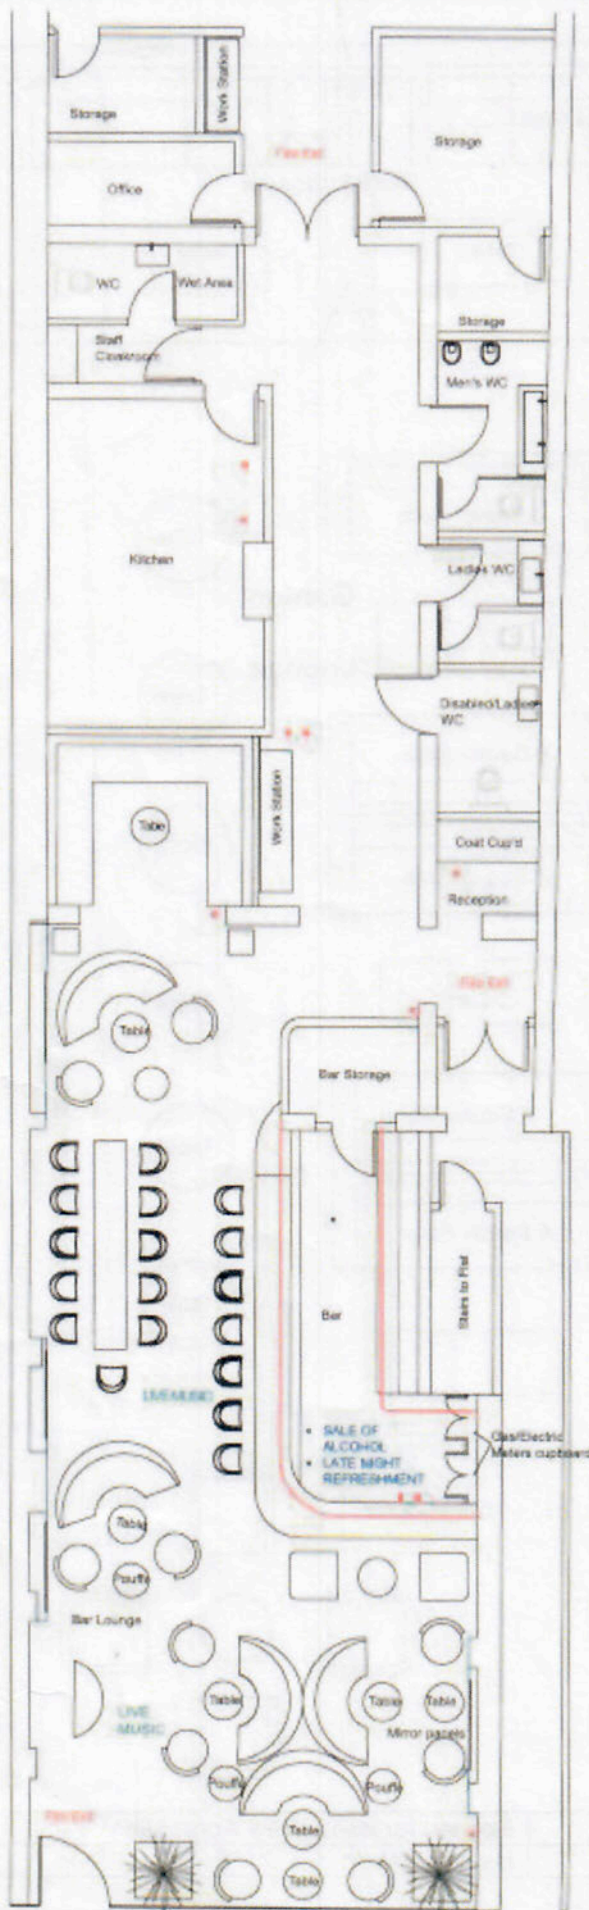 Storage
Work Station
Storage
Fire Exit
Office
WC
Wet Area
Staff
Cloakroom
Storage
Men's WC
Kitchen
Ladies WC
Disabled/Ladies
WC
Work Station
Table
Coat Cup'd
Reception
Fire Exit
Table
Bar Storage
Stairs to Flat
Bar
LIVE MUSIC
• SALE OF
ALCOHOL
• LATE NIGHT
REFRESHMENT
Gas/Electric
Meters cupboard
Table
Pouffe
Bar Lounge
LIVE
MUSIC
Table
Table
Table
Mirror panels
Pouffe
Pouffe
Fire Exit
Table
Table